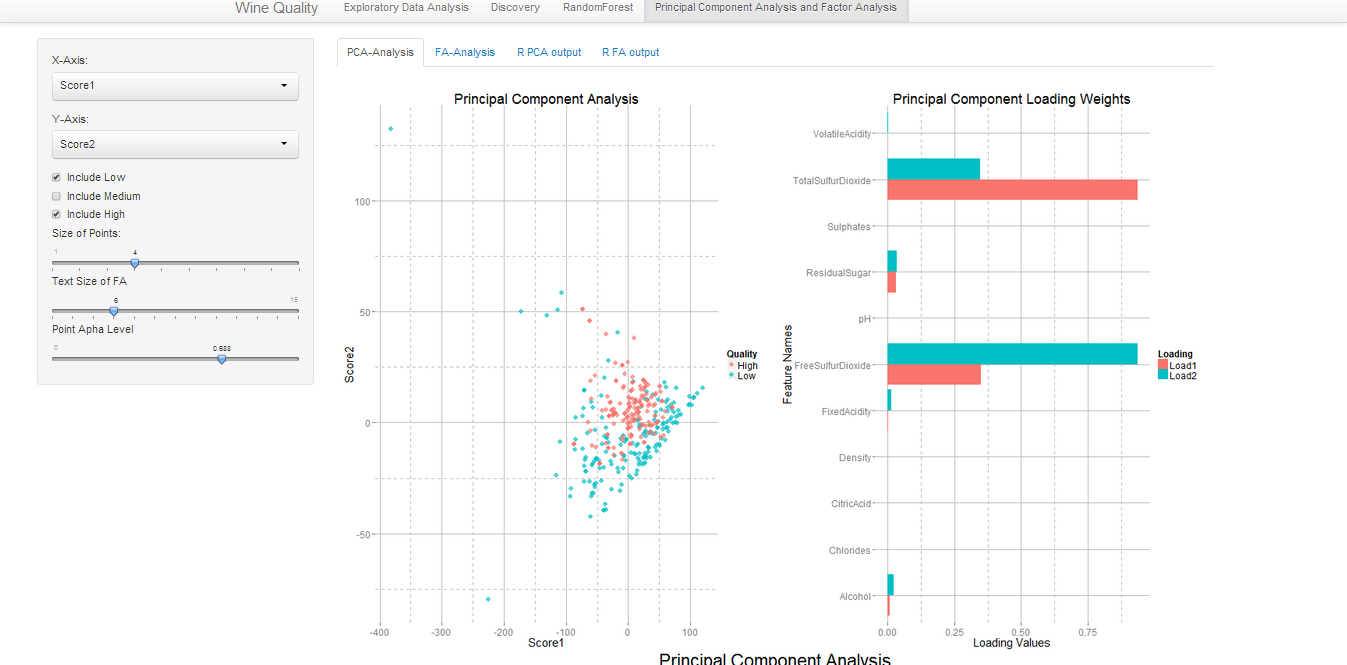 Wine Quality Exploratory Data Analysis Discovery RandomForest Principal Component Analysis and Factor Analysis
X-Axis:
Score1
Y-Axis:
Score2
Include Low
Include Medium
Include High
Size of Points:
1 4
Text Size of FA
6 15
Point Apha Level
0 0.688
PCA-Analysis FA-Analysis R PCA output R FA output
Principal Component Analysis
Score2
100
50
0
-50
-400 -300 -200 -100 0 100
Score1
Quality
High
Low
Principal Component Loading Weights
Feature Names
VolatileAcidity
TotalSulfurDioxide
Sulphates
ResidualSugar
pH
FreeSulfurDioxide
FixedAcidity
Density
CitricAcid
Chlorides
Alcohol
0.00 0.25 0.50 0.75
Loading Values
Loading
Load1
Load2
Principal Component Analysis